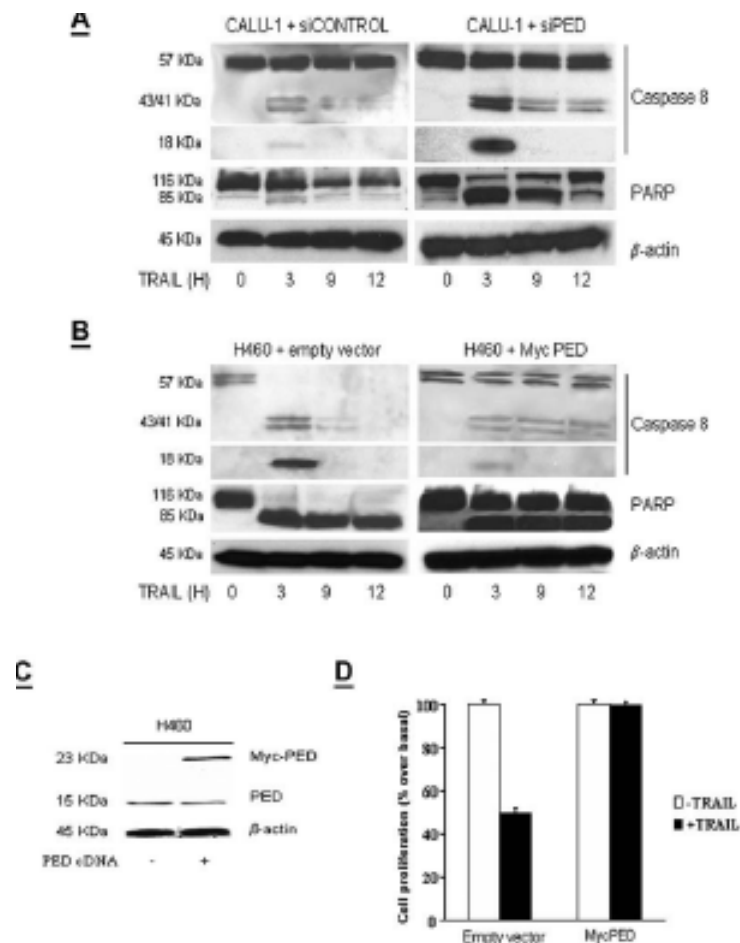 A
CALU-1 + siCONTROL
CALU-1 + siPED
57 KDa
43/41 KDa
18 KDa
Caspase 8
116 KDa
85 KDa
PARP
45 KDa
β-actin
TRAIL (H) 0 3 9 12 0 3 9 12
B
H460 + empty vector
H460 + Myc PED
57 KDa
43/41 KDa
18 KDa
Caspase 8
116 KDa
85 KDa
PARP
45 KDa
β-actin
TRAIL (H) 0 3 9 12 0 3 9 12
C
H460
23 KDa
Myc-PED
15 KDa
PED
45 KDa
β-actin
PED cDNA - +
D
Cell proliferation (% over basal)
100
80
60
40
20
0
Empty vector
MycPED
-TRAIL
+TRAIL